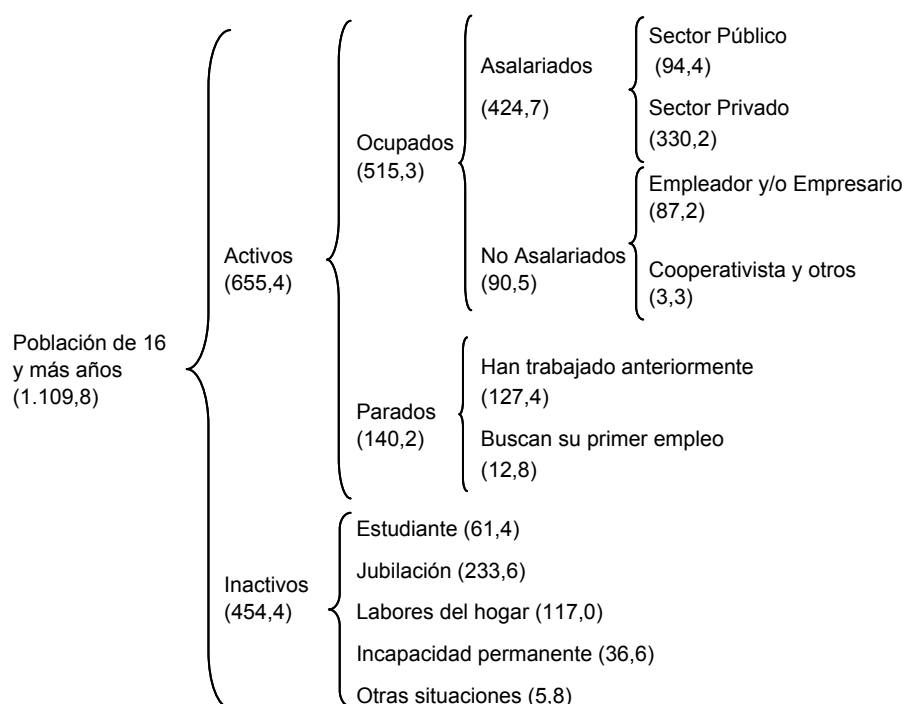 Población de 16
y más años
(1.109,8)
Activos
(655,4)
Ocupados
(515,3)
Asalariados
(424,7)
Sector Público
(94,4)
Sector Privado
(330,2)
No Asalariados
(90,5)
Empleador y/o Empresario
(87,2)
Cooperativista y otros
(3,3)
Parados
(140,2)
Han trabajado anteriormente
(127,4)
Buscan su primer empleo
(12,8)
Inactivos
(454,4)
Estudiante (61,4)
Jubilación (233,6)
Labores del hogar (117,0)
Incapacidad permanente (36,6)
Otras situaciones (5,8)